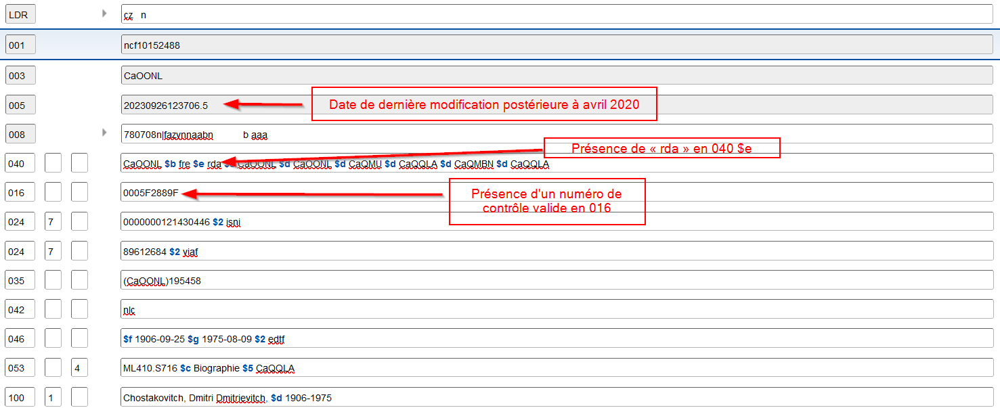 LDR cz n
001 ncf10152488
003 CaOONL
005 20230926123706.5 Date de dernière modification postérieure à avril 2020
008 780708n|fazvnnaabn b aaa
Présence de « rda » en 040 $e
040 CaOONL $b fre $e rda CaOONL $d CaOONL $d CaQMU $d CaQQLA $d CaQMBN $d CaQQLA
016 0005F2889F Présence d'un numéro de
contrôle valide en 016
024 7 0000000121430446 $2 isni
024 7 89612684 $2 viaf
035 (CaOONL)195458
042 nlc
046 $f 1906-09-25 $g 1975-08-09 $2 edtf
053 4 ML410.S716 $c Biographie $5 CaQQLA
100 1 Chostakovitch, Dmitri Dmitrievitch, $d 1906-1975